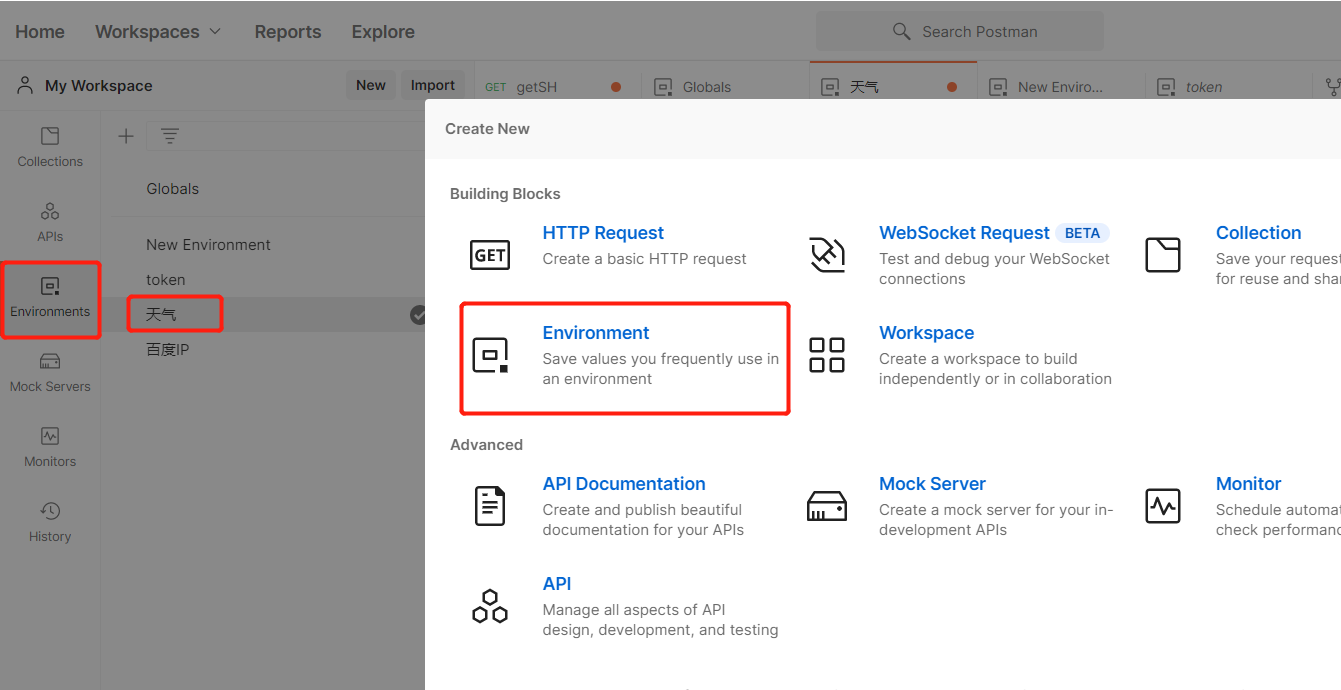 Home Workspaces Reports Explore Search Postman
My Workspace New Import GET getSH Globals 天气 New Enviro... token
Collections
APIs
Environments
Mock Servers
Monitors
History
Globals
New Environment
token
天气
百度IP
Create New
Building Blocks
HTTP Request
Create a basic HTTP request
WebSocket Request BETA
Test and debug your WebSocket
connections
Collection
Save your request
for reuse and shar
Environment
Save values you frequently use in
an environment
Workspace
Create a workspace to build
independently or in collaboration
Advanced
API Documentation
Create and publish beautiful
documentation for your APIs
Mock Server
Create a mock server for your in-
development APIs
Monitor
Schedule automat
check performanc
API
Manage all aspects of API
design, development, and testing